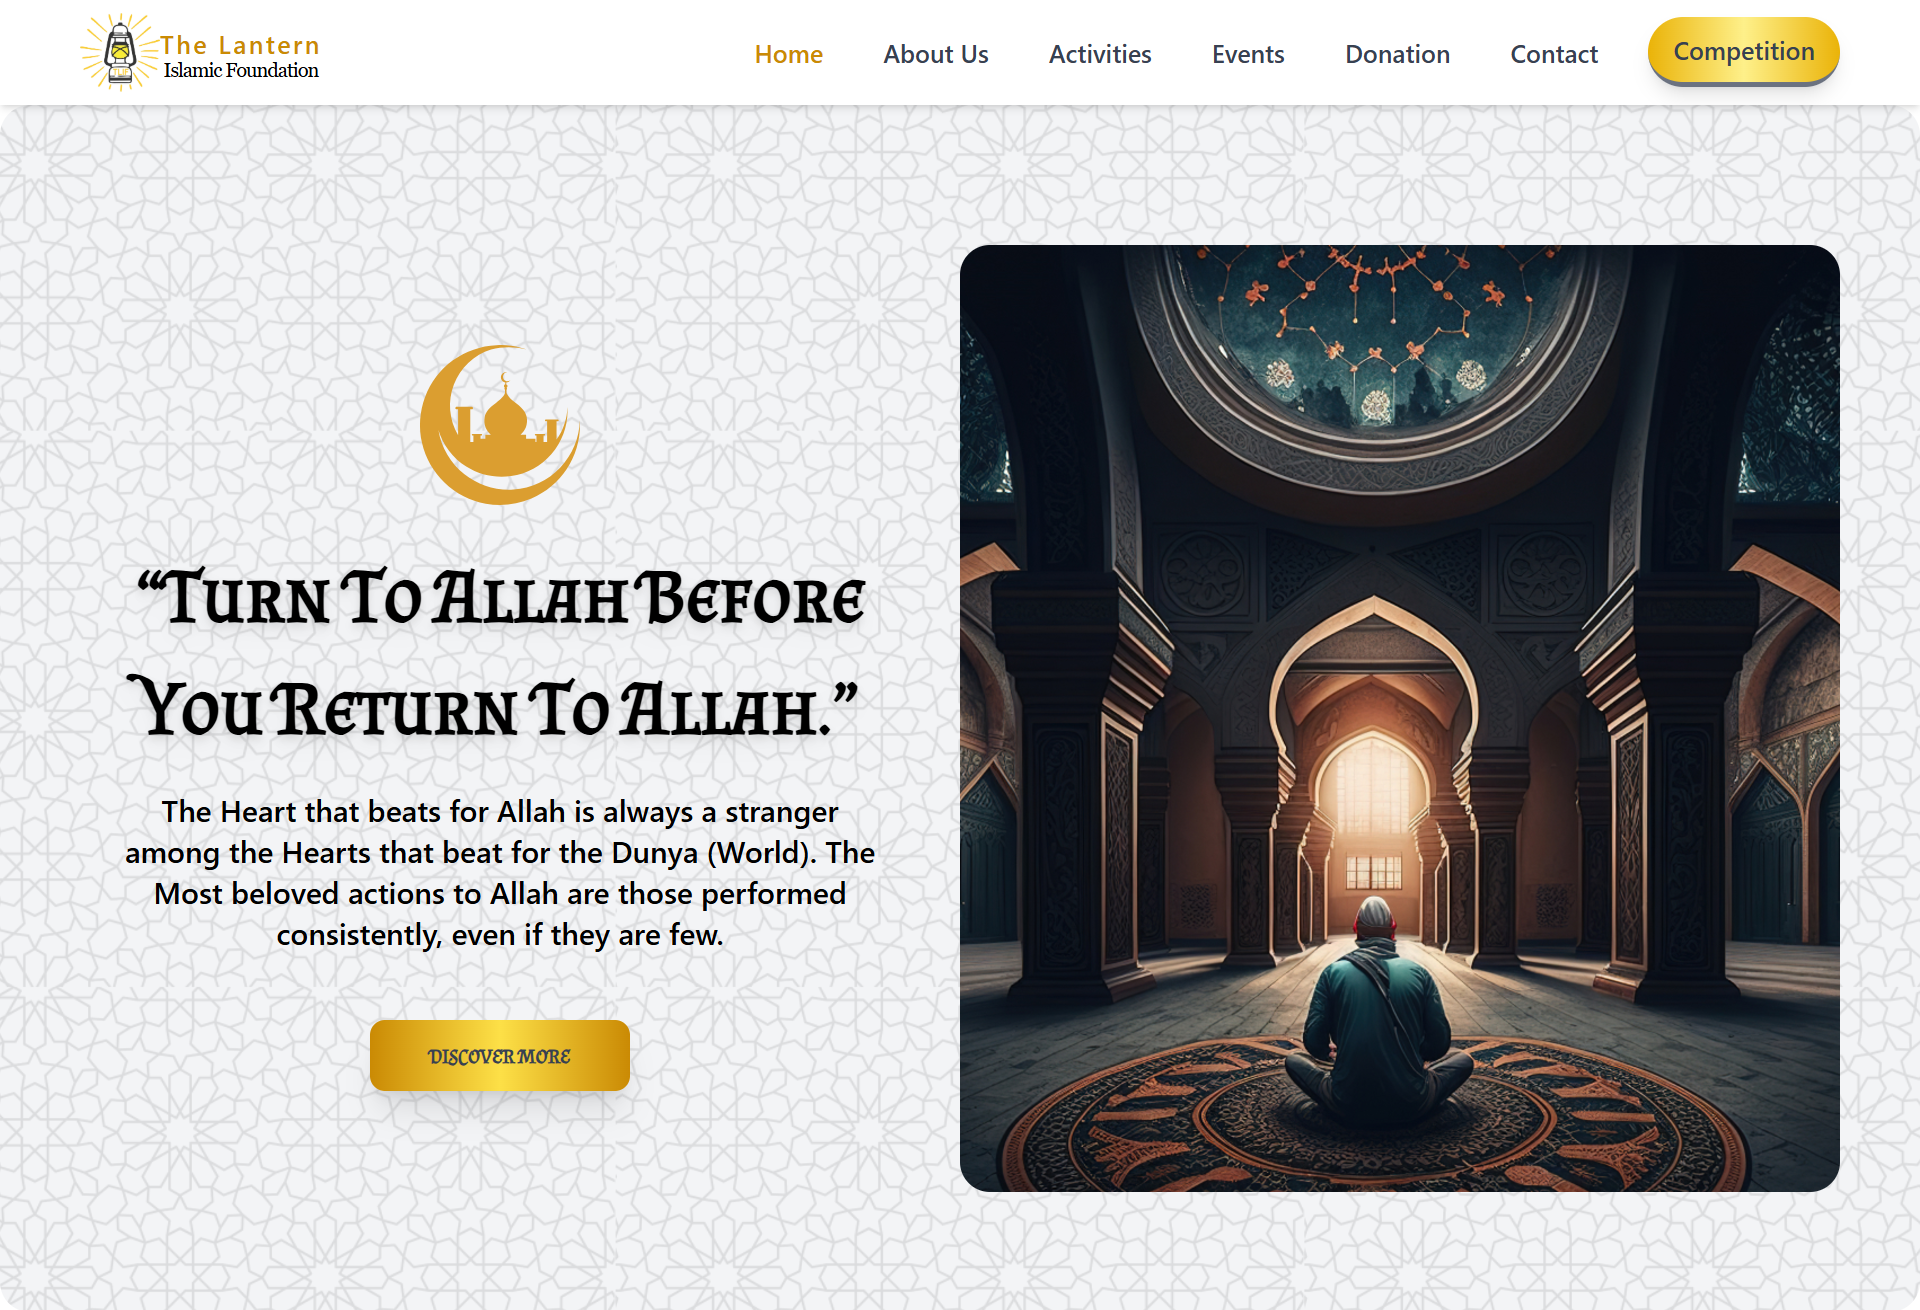 The Lantern
Islamic Foundation
Home
About Us
Activities
Events
Donation
Contact
Competition
“Turn To Allah Before
You Return To Allah.”
The Heart that beats for Allah is always a stranger
among the Hearts that beat for the Dunya (World). The
Most beloved actions to Allah are those performed
consistently, even if they are few.
DISCOVER MORE